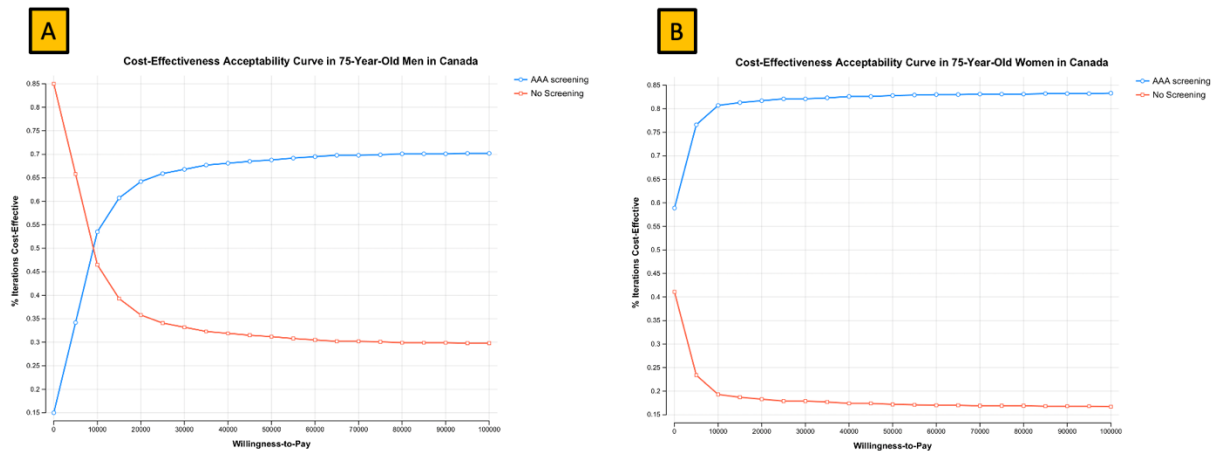 A
Cost-Effectiveness Acceptability Curve in 75-Year-Old Men in Canada
AAA screening
No Screening
% Iterations Cost-Effective
0.85
0.8
0.75
0.7
0.65
0.6
0.55
0.5
0.45
0.4
0.35
0.3
0.25
0.2
0.15
0 10000 20000 30000 40000 50000 60000 70000 80000 90000 100000
Willingness-to-Pay
B
Cost-Effectiveness Acceptability Curve in 75-Year-Old Women in Canada
AAA screening
No Screening
% Iterations Cost-Effective
0.85
0.8
0.75
0.7
0.65
0.6
0.55
0.5
0.45
0.4
0.35
0.3
0.25
0.2
0.15
0 10000 20000 30000 40000 50000 60000 70000 80000 90000 100000
Willingness-to-Pay